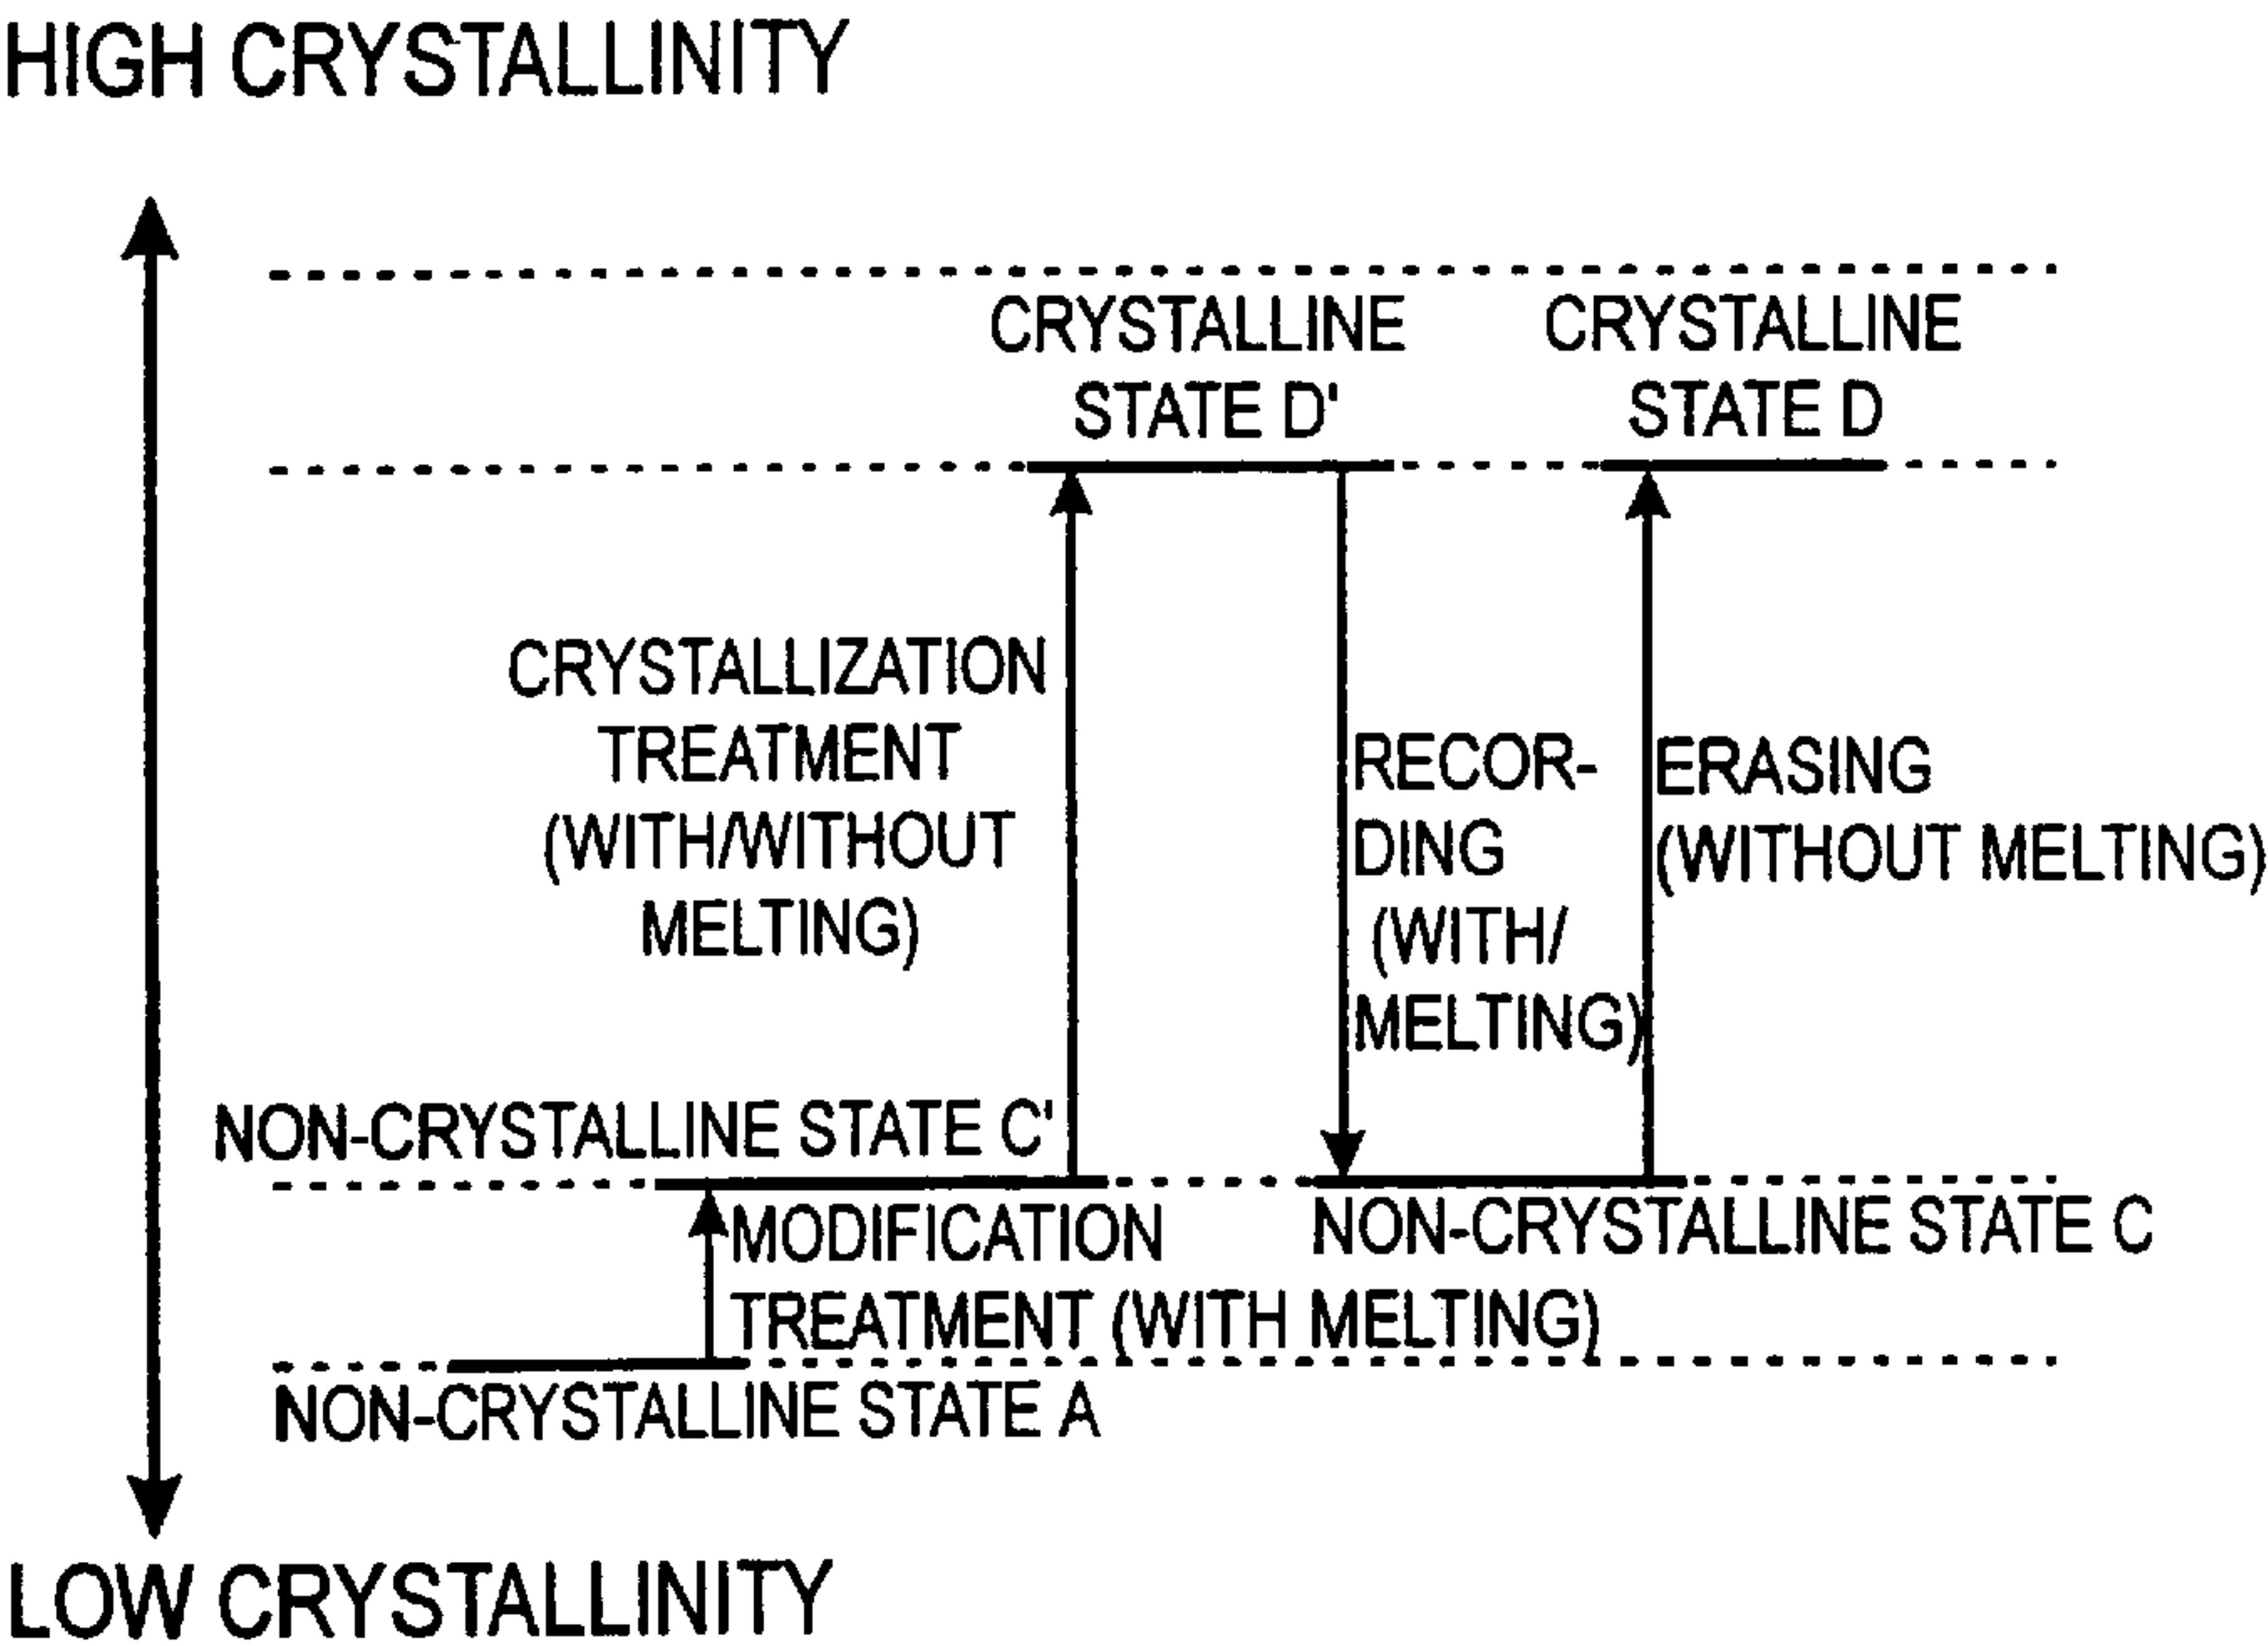 HIGH CRYSTALLINITY
CRYSTALLINE
STATE D'
CRYSTALLINE
STATE D
CRYSTALLIZATION
TREATMENT
(WITH/WITHOUT
MELTING)
RECOR-
DING
(WITH/
MELTING)
ERASING
(WITHOUT MELTING)
NON-CRYSTALLINE STATE C'
MODIFICATION
TREATMENT (WITH MELTING)
NON-CRYSTALLINE STATE C
NON-CRYSTALLINE STATE A
LOW CRYSTALLINITY